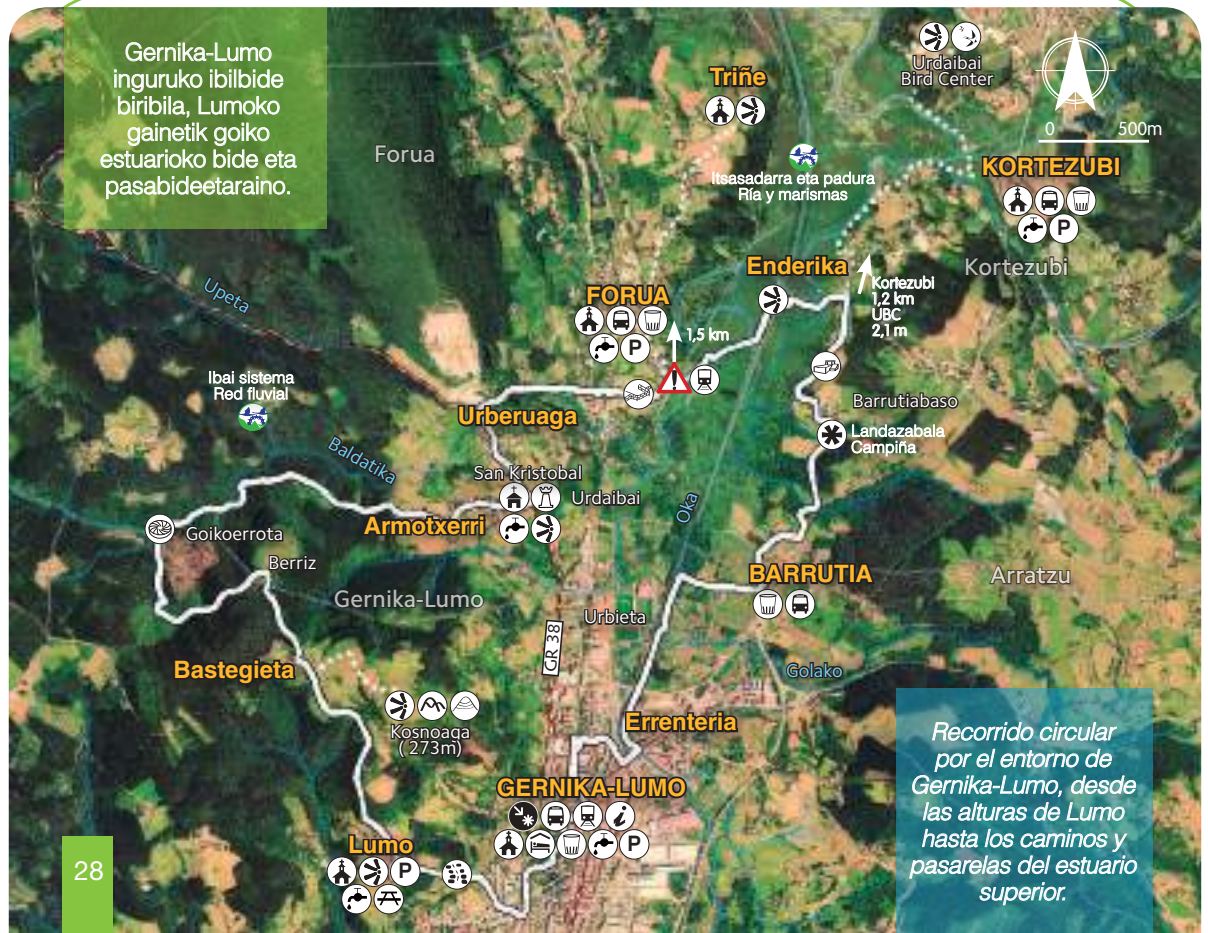 Gernika-Lumo
inguruko ibilbide
biribila, Lumoko
gainetik goiko
estuarioko bide eta
pasabideetaraino.
Urdaibai
Bird Center
Triñe
0 500m
Forua
KORTEZUBI
Itsasadarra eta padura
Ría y marismas
P
Enderika
Kortezubi
Upeta
FORUA
Kortezubi
1,2 km
UBC
2,1 m
1,5 km
P
Ibai sistema
Red fluvial
Urberuaga
Barrutiabaso
Landazabala
Campiña
Baldatika
San Kristobal
Urdaibai
Oka
Armotxerri
Goikoerrota
Berriz
BARRUTIA
Arratzu
Gernika-Lumo
Urbieta
GR 38
Bastegieta
Golako
Kosnoaga
( 273m)
Errenteria
GERNIKA-LUMO
i
P
Lumo
P
Recorrido circular
por el entorno de
Gernika-Lumo, desde
las alturas de Lumo
hasta los caminos y
pasarelas del estuario
superior.
28